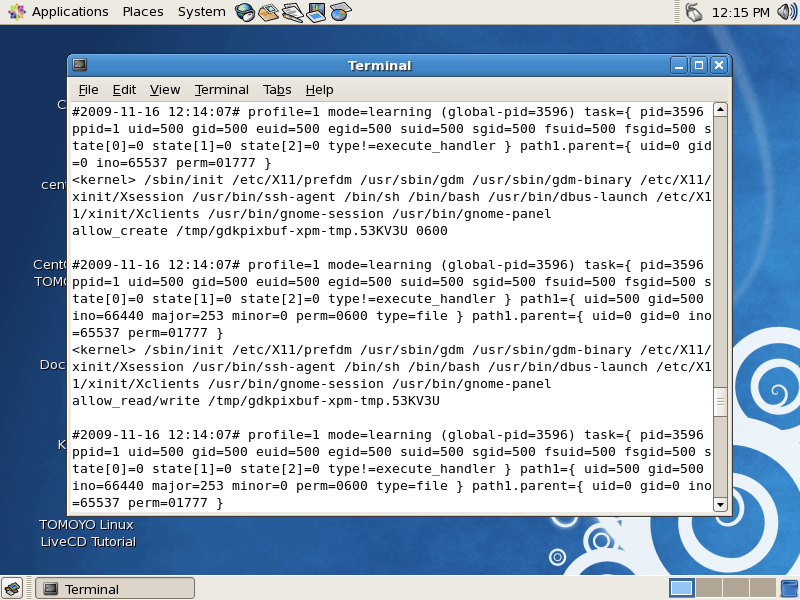 Applications Places System 12:15 PM
Terminal
File Edit View Terminal Tabs Help
#2009-11-16 12:14:07# profile=1 mode=learning (global-pid=3596) task={ pid=3596
ppid=1 uid=500 gid=500 euid=500 egid=500 suid=500 sgid=500 fsuid=500 fsgid=500 s
tate[0]=0 state[1]=0 state[2]=0 type!=execute_handler } path1.parent={ uid=0 gid
=0 ino=65537 perm=01777 }
<kernel> /sbin/init /etc/X11/prefdm /usr/sbin/gdm /usr/sbin/gdm-binary /etc/X11/
xinit/Xsession /usr/bin/ssh-agent /bin/sh /bin/bash /usr/bin/dbus-launch /etc/X1
1/xinit/Xclients /usr/bin/gnome-session /usr/bin/gnome-panel
allow_create /tmp/gdkpixbuf-xpm-tmp.53KV3U 0600
#2009-11-16 12:14:07# profile=1 mode=learning (global-pid=3596) task={ pid=3596
ppid=1 uid=500 gid=500 euid=500 egid=500 suid=500 sgid=500 fsuid=500 fsgid=500 s
tate[0]=0 state[1]=0 state[2]=0 type!=execute_handler } path1={ uid=500 gid=500
ino=66440 major=253 minor=0 perm=0600 type=file } path1.parent={ uid=0 gid=0 ino
=65537 perm=01777 }
<kernel> /sbin/init /etc/X11/prefdm /usr/sbin/gdm /usr/sbin/gdm-binary /etc/X11/
xinit/Xsession /usr/bin/ssh-agent /bin/sh /bin/bash /usr/bin/dbus-launch /etc/X1
1/xinit/Xclients /usr/bin/gnome-session /usr/bin/gnome-panel
allow_read/write /tmp/gdkpixbuf-xpm-tmp.53KV3U
#2009-11-16 12:14:07# profile=1 mode=learning (global-pid=3596) task={ pid=3596
ppid=1 uid=500 gid=500 euid=500 egid=500 suid=500 sgid=500 fsuid=500 fsgid=500 s
tate[0]=0 state[1]=0 state[2]=0 type!=execute_handler } path1={ uid=500 gid=500
ino=66440 major=253 minor=0 perm=0600 type=file } path1.parent={ uid=0 gid=0 ino
=65537 perm=01777 }
TOMOYO Linux
LiveCD Tutorial
Terminal